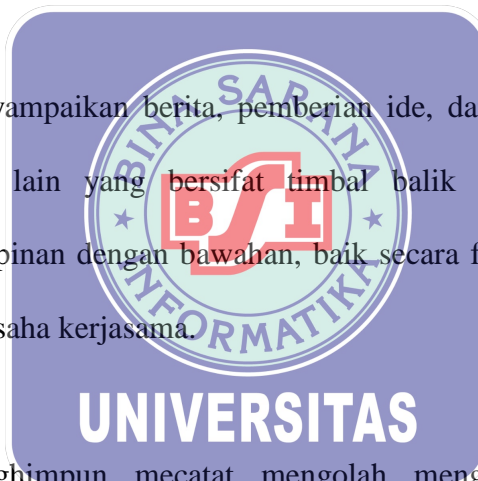 yampaikan berita, pemberian ide, da
lain yang bersifat timbal balik
pinan dengan bawahan, baik secara f
saha kerjasama.
BINA SARANA
BSI
INFORMATIKA
UNIVERSITAS
ghimpun mecatat mengolah meng